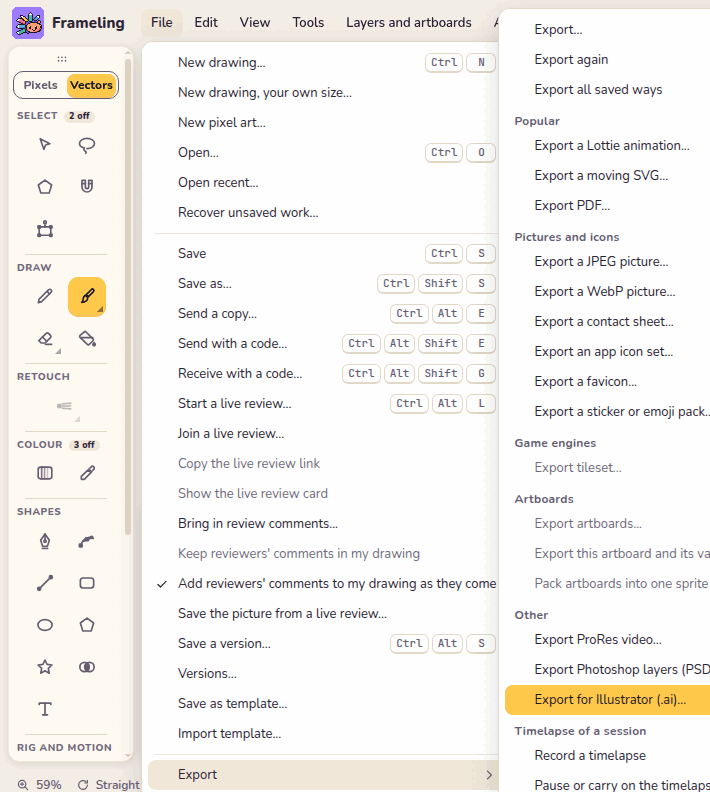 Frameling
File Edit View Tools Layers and artboards
Pixels Vectors
SELECT 2 off
DRAW
RETOUCH
COLOUR 3 off
SHAPES
RIG AND MOTION
59% Straight
New drawing... Ctrl N
New drawing, your own size...
New pixel art...
Open... Ctrl O
Open recent...
Recover unsaved work...
Save Ctrl S
Save as... Ctrl Shift S
Send a copy... Ctrl Alt E
Send with a code... Ctrl Alt Shift E
Receive with a code... Ctrl Alt Shift G
Start a live review... Ctrl Alt L
Join a live review...
Copy the live review link
Show the live review card
Bring in review comments...
Keep reviewers' comments in my drawing
Add reviewers' comments to my drawing as they come
Save the picture from a live review...
Save a version... Ctrl Alt S
Versions...
Save as template...
Import template...
Export
Export...
Export again
Export all saved ways
Popular
Export a Lottie animation...
Export a moving SVG...
Export PDF...
Pictures and icons
Export a JPEG picture...
Export a WebP picture...
Export a contact sheet...
Export an app icon set...
Export a favicon...
Export a sticker or emoji pack...
Game engines
Export tileset...
Artboards
Export artboards...
Export this artboard and its va
Pack artboards into one sprite
Other
Export ProRes video...
Export Photoshop layers (PSD
Export for Illustrator (.ai)...
Timelapse of a session
Record a timelapse
Pause or carry on the timelaps